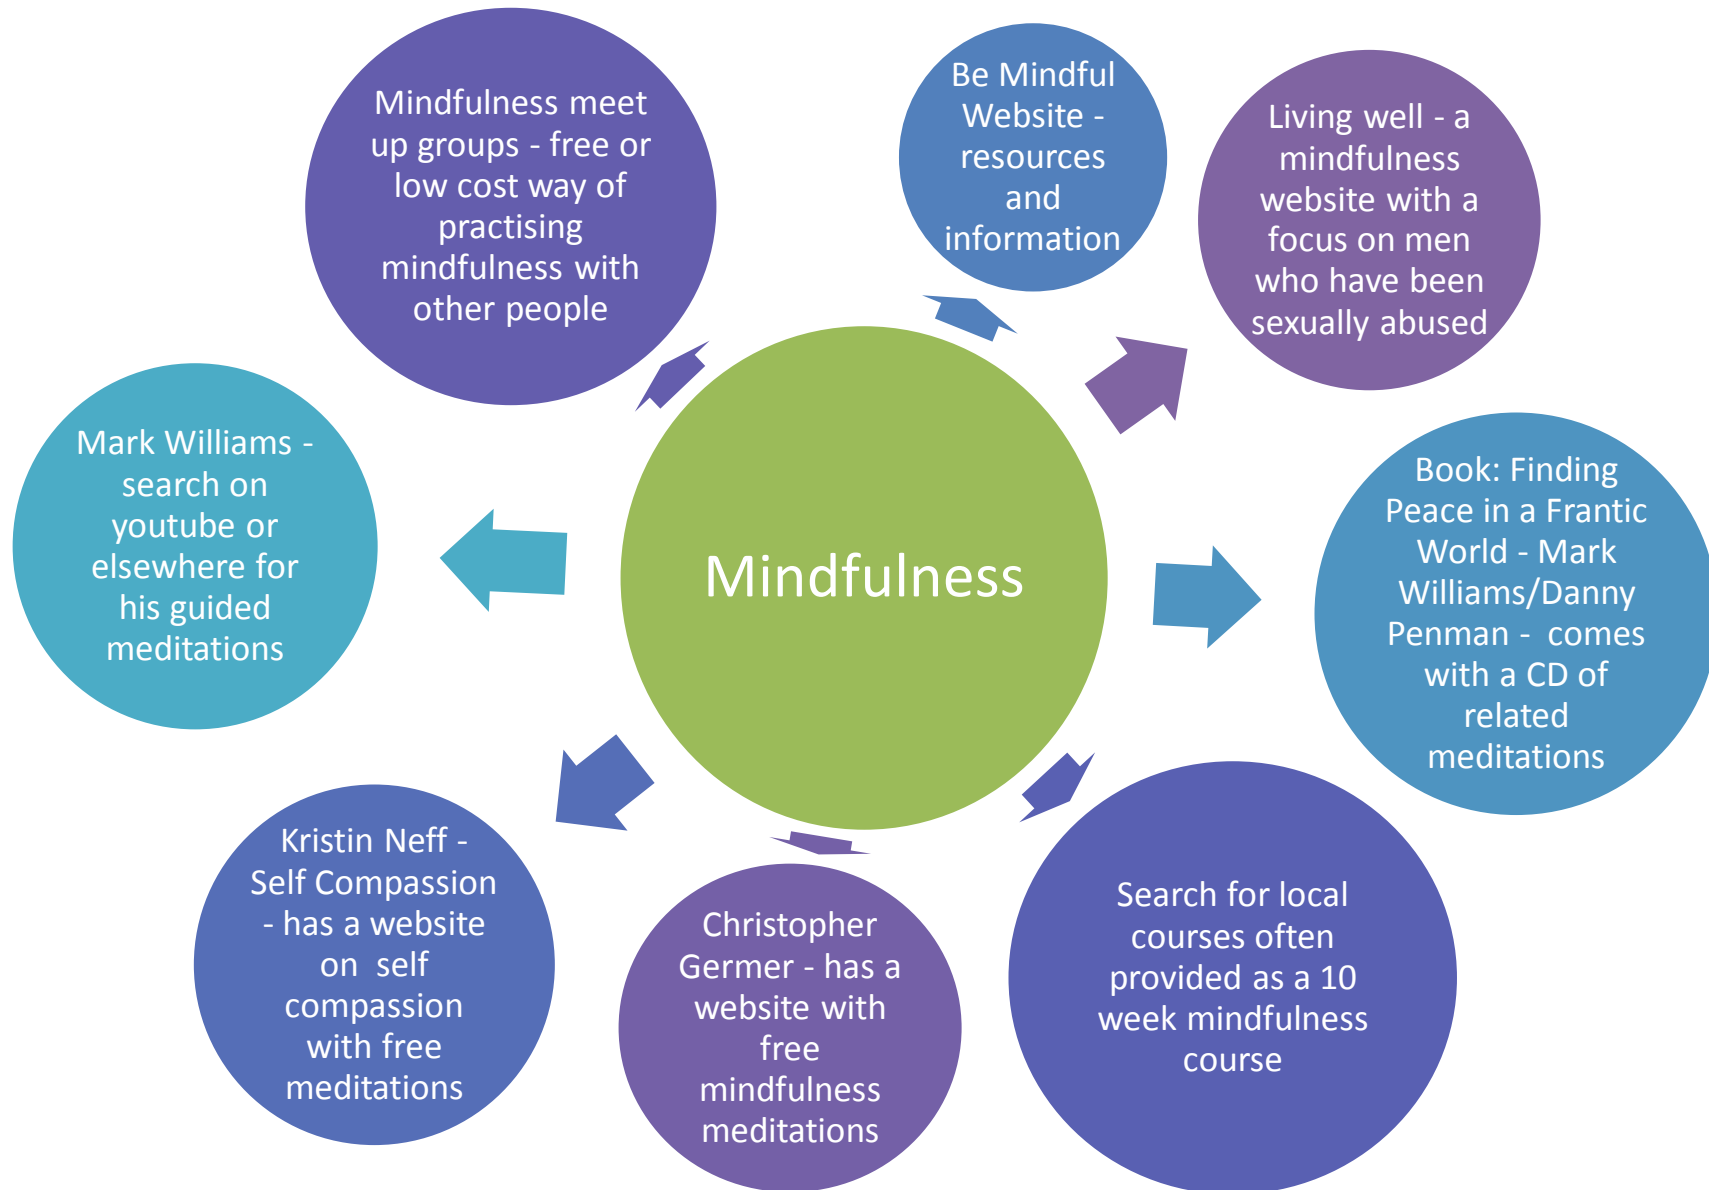 Mindfulness
Be Mindful
Website -
resources
and
information
Living well - a
mindfulness
website with a
focus on men
who have been
sexually abused
Book: Finding
Peace in a Frantic
World - Mark
Williams/Danny
Penman -  comes
with a CD of
related
meditations
Search for local
courses often
provided as a 10
week mindfulness
course
Christopher
Germer - has a
website with
free
mindfulness
meditations
Kristin Neff -
Self Compassion
- has a website
on  self
compassion
with free
meditations
Mark Williams -
search on
youtube or
elsewhere for
his guided
meditations
Mindfulness meet
up groups - free or
low cost way of
practising
mindfulness with
other people